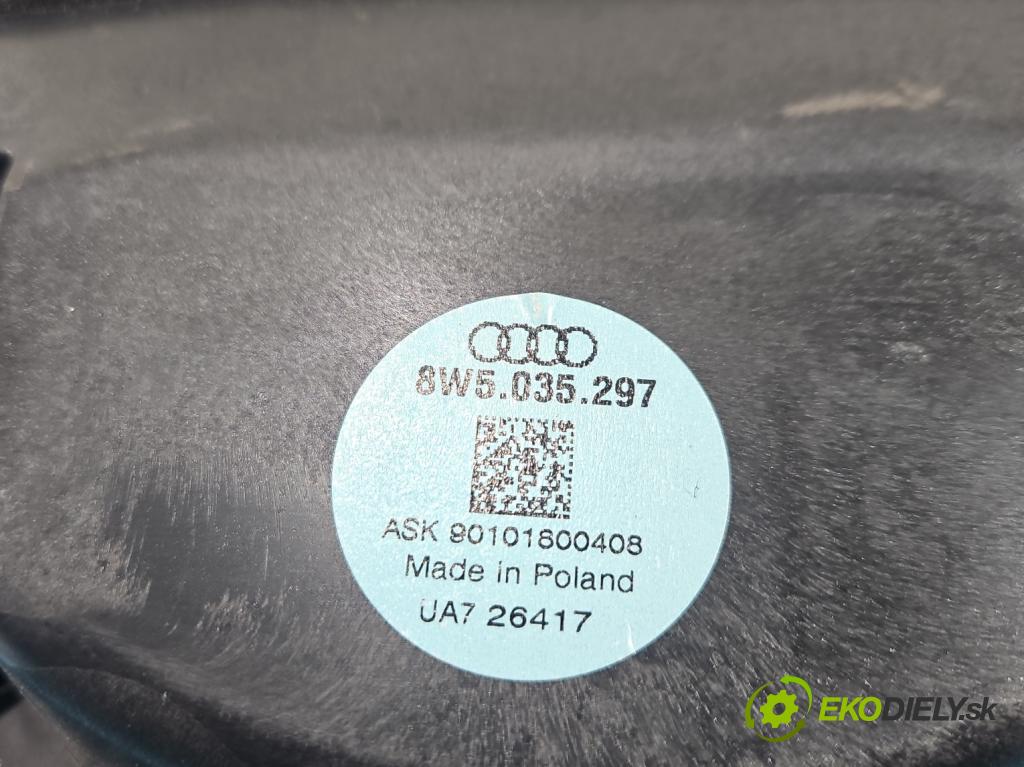 8W5.035.297
ASK 90101800408
Made in Poland
UA7 26417
EKODIELY.sk